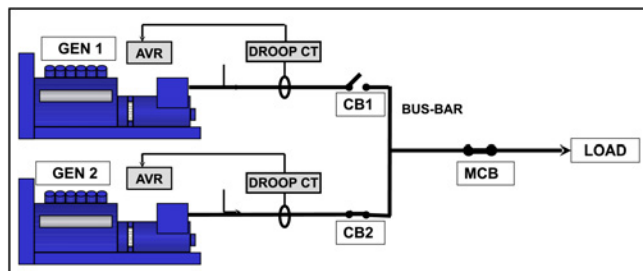 GEN 1
AVR
DROOP CT
CB1
BUS-BAR
MCB
LOAD
GEN 2
AVR
DROOP CT
CB2